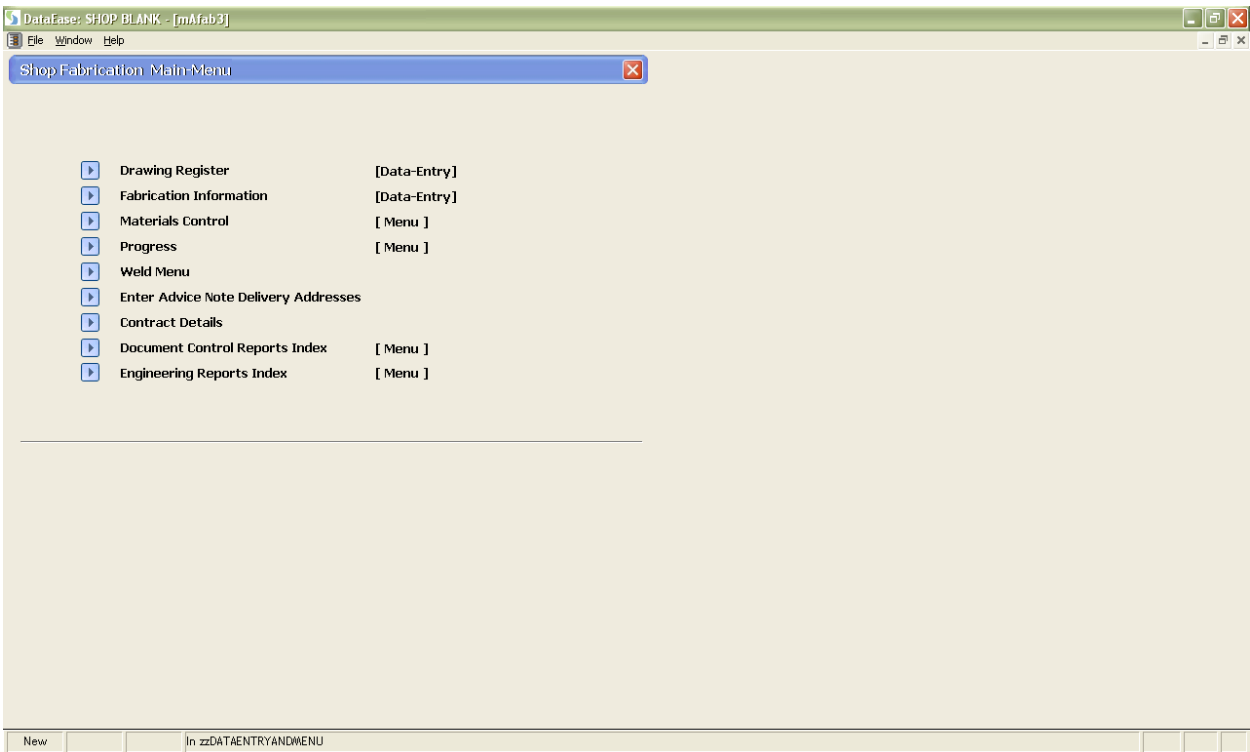 DataEase: SHOP BLANK - [mAfab3]
File Window Help
Shop Fabrication Main-Menu
Drawing Register [Data-Entry]
Fabrication Information [Data-Entry]
Materials Control [ Menu ]
Progress [ Menu ]
Weld Menu
Enter Advice Note Delivery Addresses
Contract Details
Document Control Reports Index [ Menu ]
Engineering Reports Index [ Menu ]
New In zzDATAENTRYANDMENU